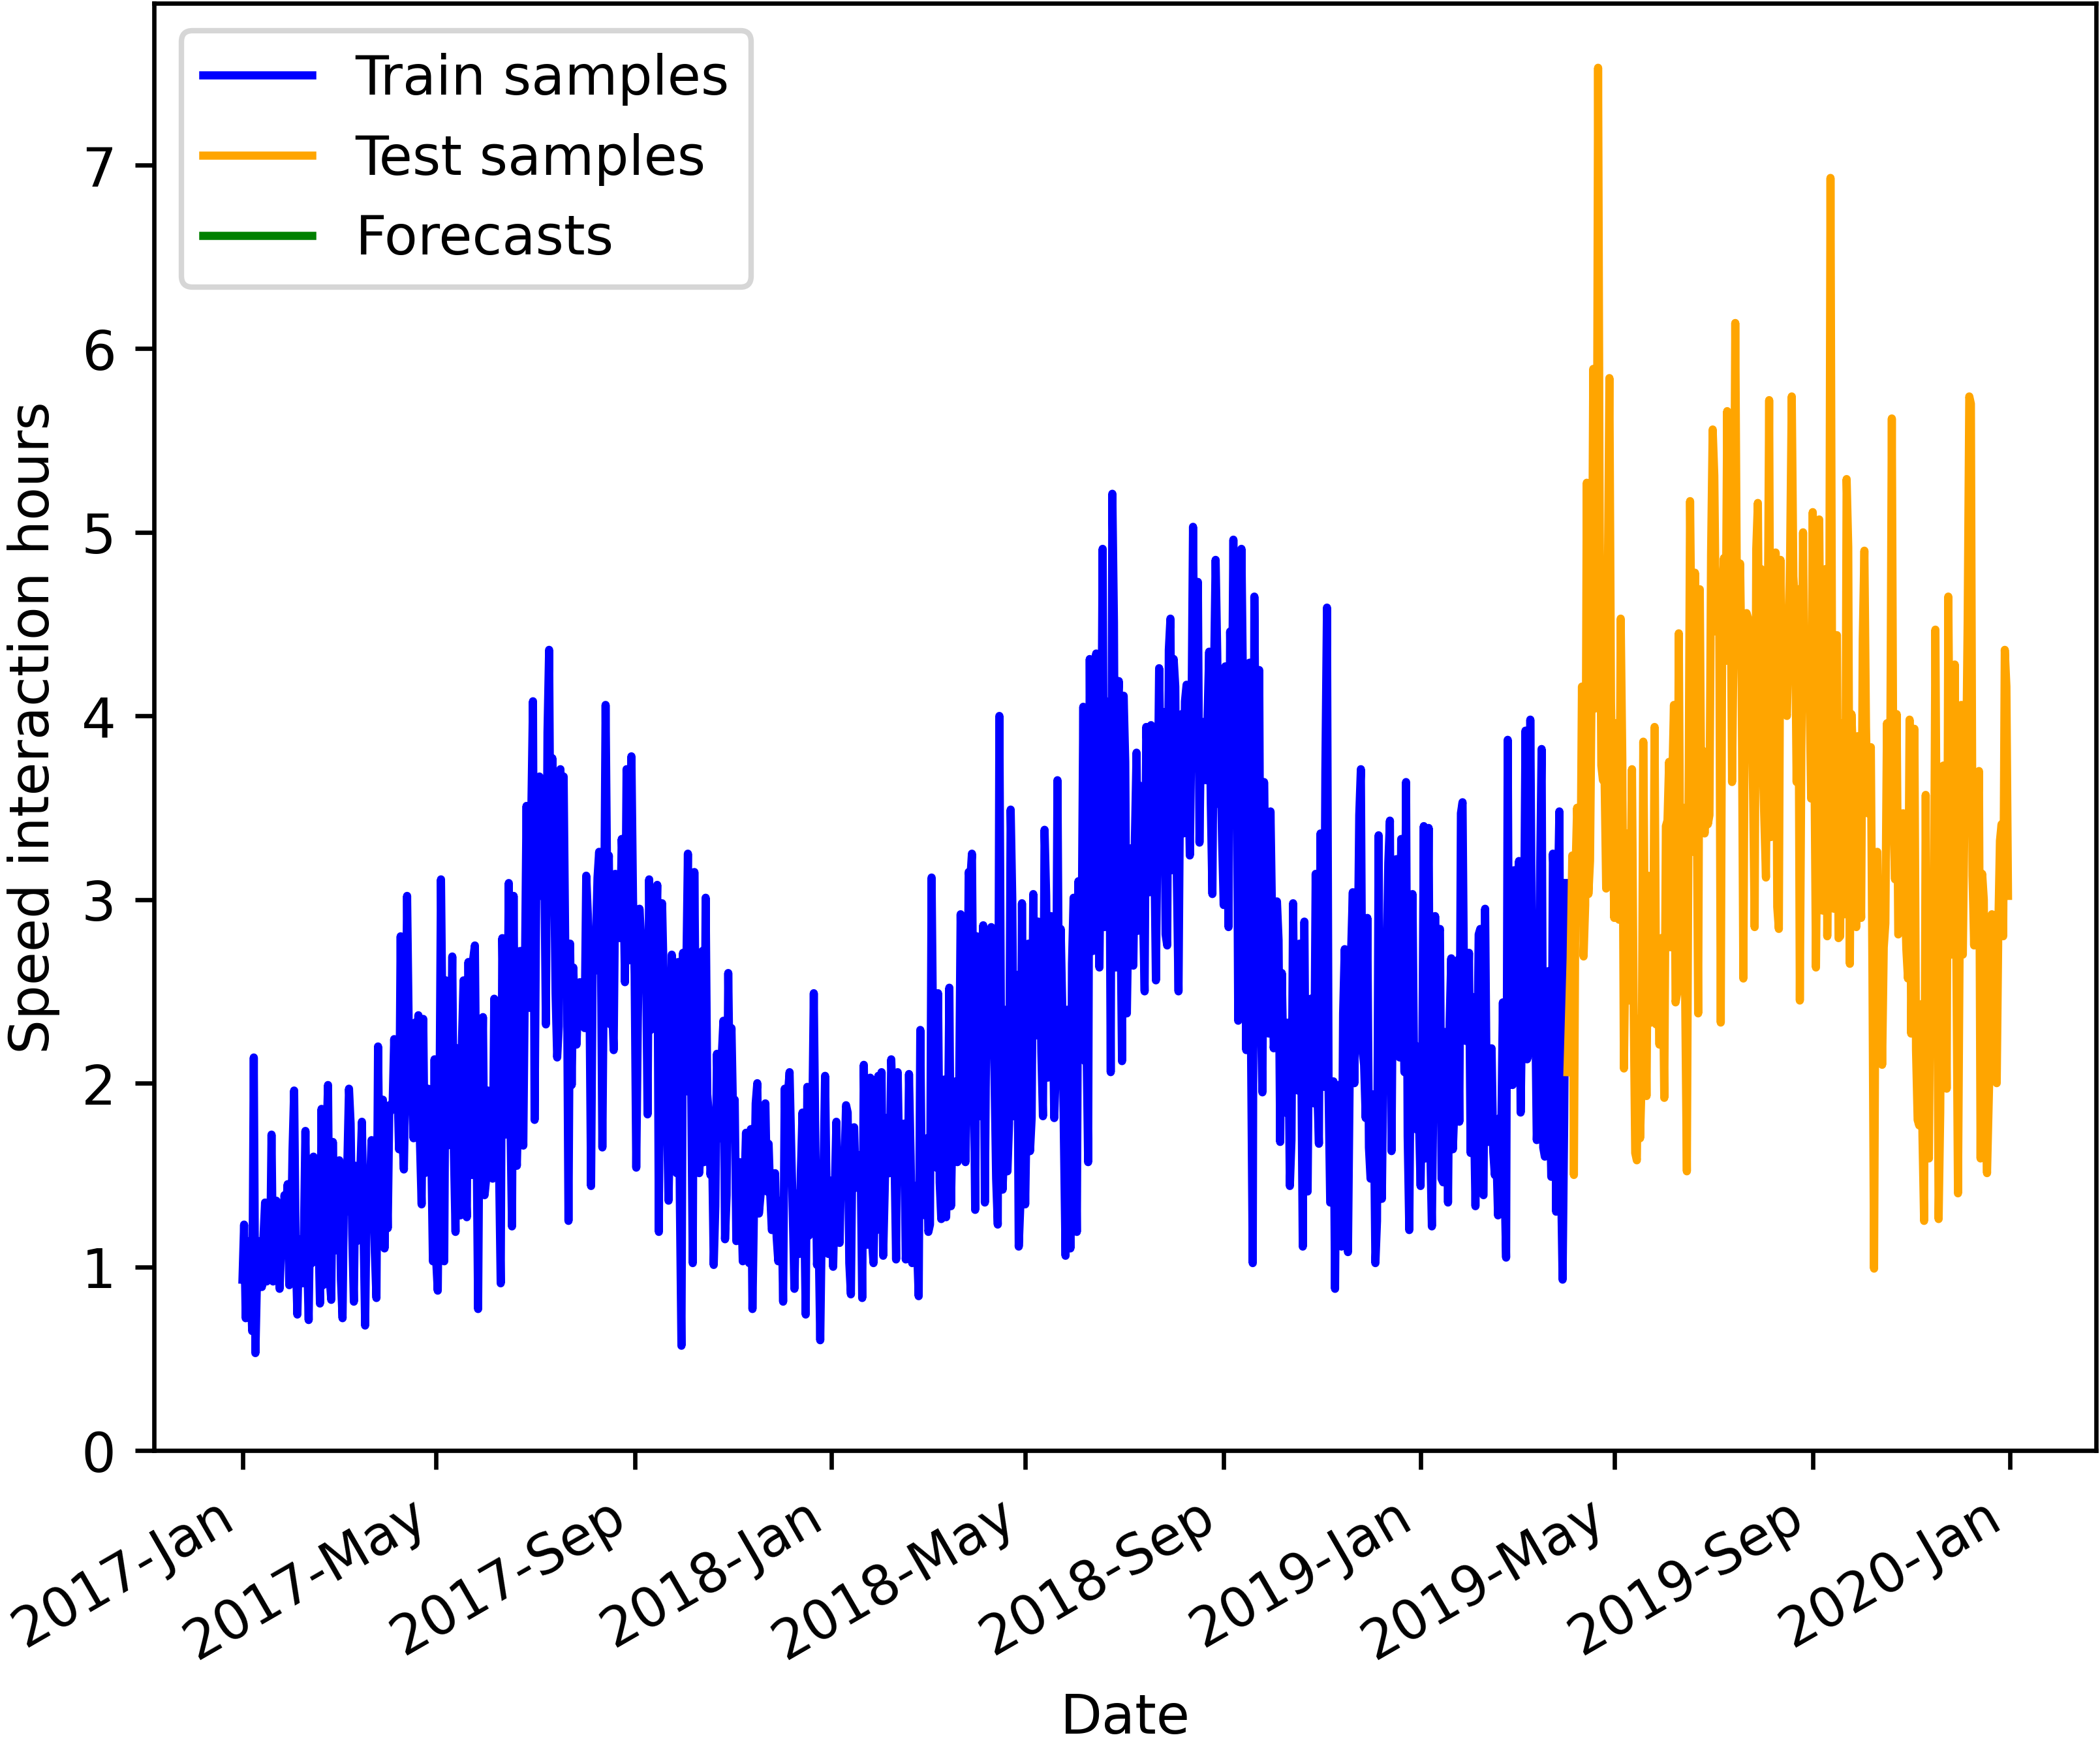 Train samples
Test samples
Forecasts
7
6
5
4
3
2
1
0
Speed interaction hours
2017-Jan
2017-May
2017-Sep
2018-Jan
2018-May
2018-Sep
2019-Jan
2019-May
2019-Sep
2020-Jan
Date